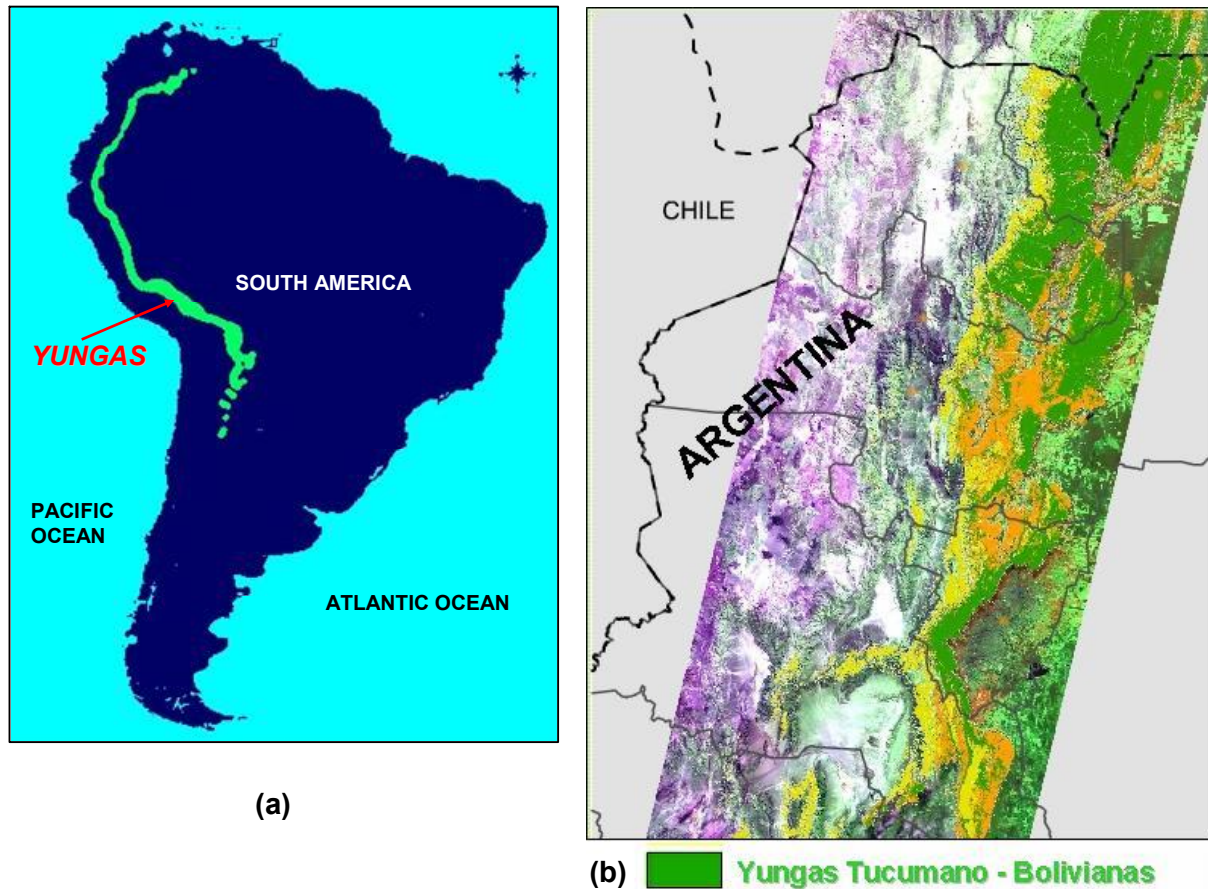 SOUTH AMERICA
YUNGAS
PACIFIC
OCEAN
ATLANTIC OCEAN
(a)
CHILE
ARGENTINA
(b) Yungas Tucumano - Bolivianas